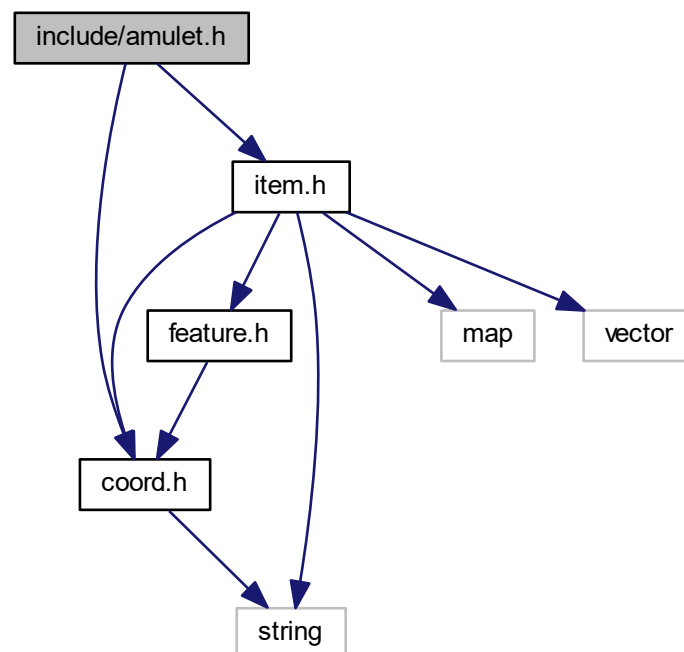 include/amulet.h
item.h
feature.h
map
vector
coord.h
string